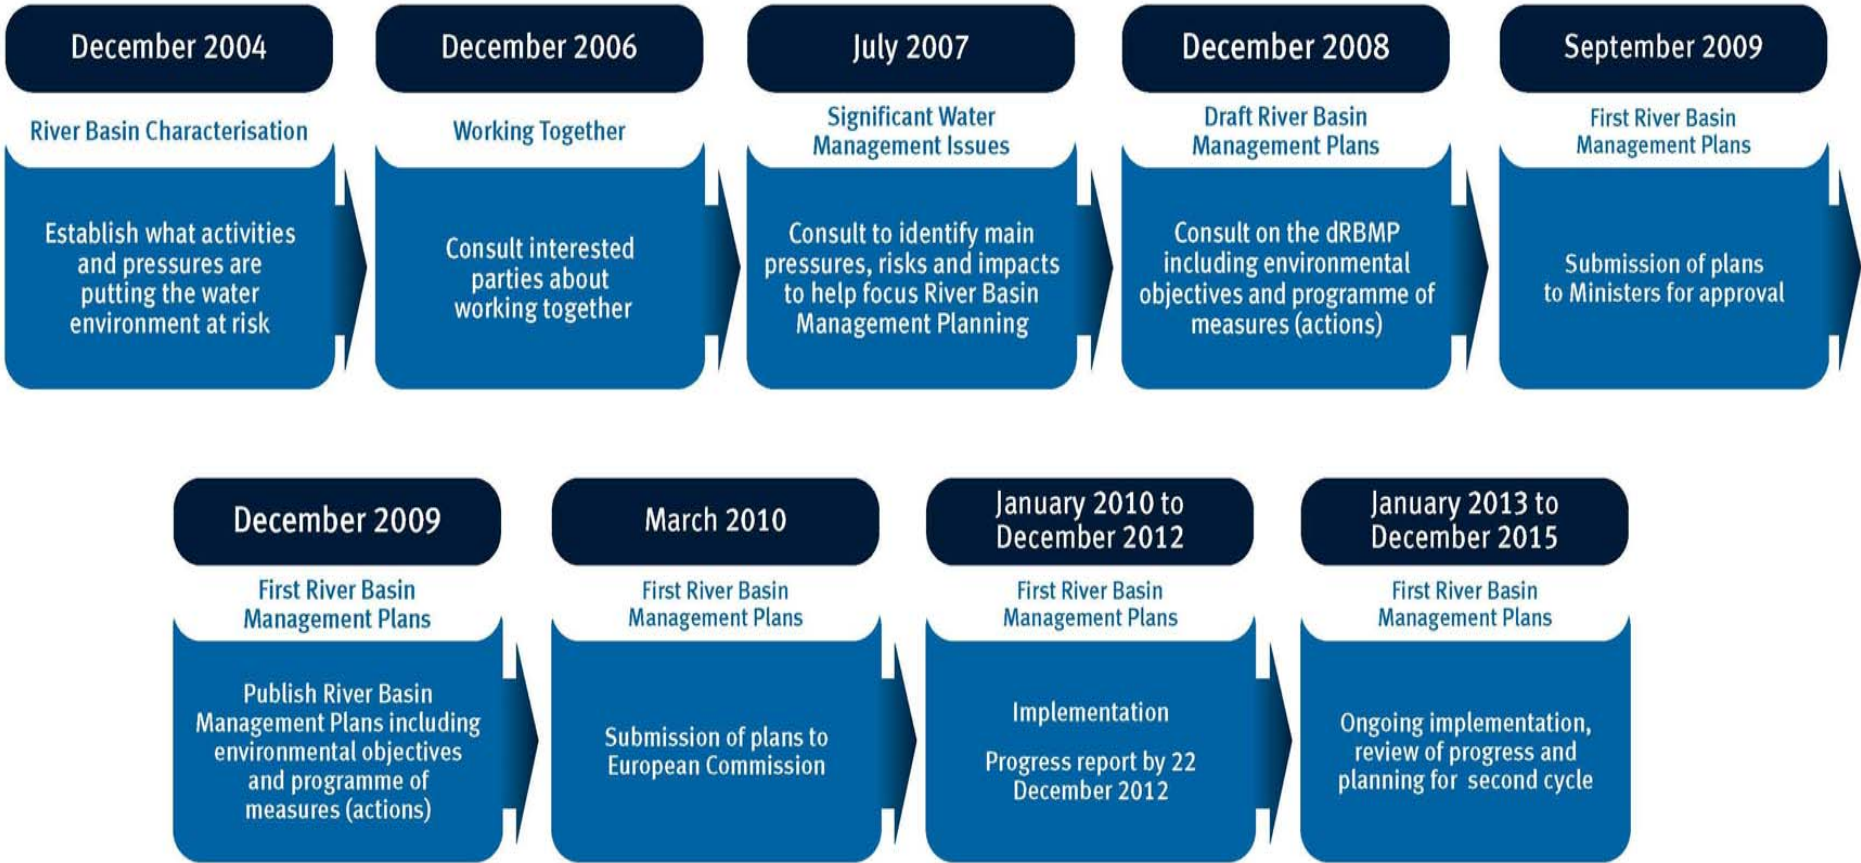 December 2004
River Basin Characterisation
Establish what activities
and pressures are
putting the water
environment at risk
December 2006
Working Together
Consult interested
parties about
working together
July 2007
Significant Water
Management Issues
Consult to identify main
pressures, risks and impacts
to help focus River Basin
Management Planning
December 2008
Draft River Basin
Management Plans
Consult on the dRBMP
including environmental
objectives and programme of
measures (actions)
September 2009
First River Basin
Management Plans
Submission of plans
to Ministers for approval
December 2009
First River Basin
Management Plans
Publish River Basin
Management Plans including
environmental objectives
and programme of
measures (actions)
March 2010
First River Basin
Management Plans
Submission of plans to
European Commission
January 2010 to
December 2012
First River Basin
Management Plans
Implementation
Progress report by 22
December 2012
January 2013 to
December 2015
First River Basin
Management Plans
Ongoing implementation,
review of progress and
planning for second cycle